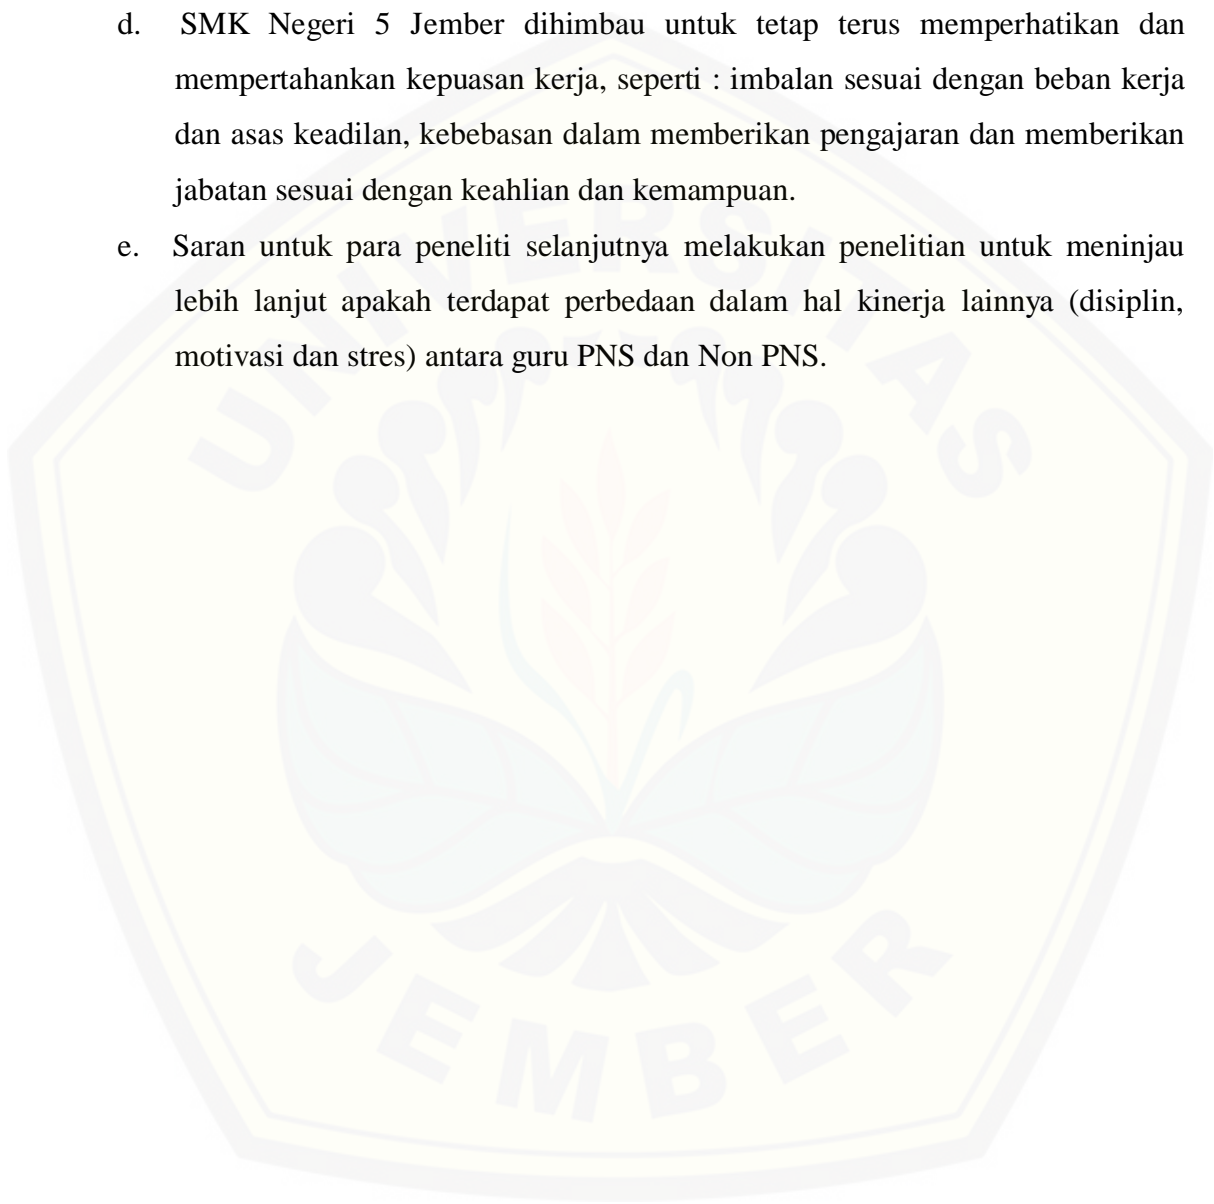 d. SMK Negeri 5 Jember dihimbau untuk tetap terus memperhatikan dan
mempertahankan kepuasan kerja, seperti : imbalan sesuai dengan beban kerja
dan asas keadilan, kebebasan dalam memberikan pengajaran dan memberikan
jabatan sesuai dengan keahlian dan kemampuan.
e. Saran untuk para peneliti selanjutnya melakukan penelitian untuk meninjau
lebih lanjut apakah terdapat perbedaan dalam hal kinerja lainnya (disiplin,
motivasi dan stres) antara guru PNS dan Non PNS.
UNIVERSITAS
JEMBER